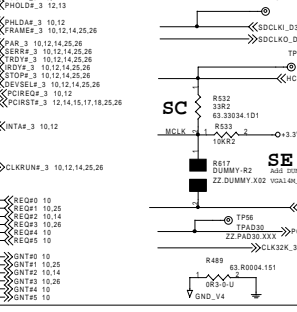 PHOLD#_3 12,13
PHLDA#_3 10,12
FRAME#_3 10,12,14,25,26
PAR_3 10,12,14,25,26
SERR#_3 10,12,14,25,26
TRDY#_3 10,12,14,25,26
IRDY#_3 10,12,14,25,26
STOP#_3 10,12,14,25,26
DEVSEL#_3 10,12,14,25,26
PCIREQ#_3 10,12
PCIRST#_3 12,14,15,17,18,25,26
INTA#_3 10,12
CLKRUN#_3 10,12,14,25,26
REQ#0 10
REQ#1 10,25
REQ#2 10,14
REQ#3 10,26
REQ#4 10
REQ#5 10
GNT#0 10
GNT#1 10,25
GNT#2 10,14
GNT#3 10,26
GNT#4 10
GNT#5 10
SDCLKI_D3
SDCLKO_D
TP
HC
SC
R532
33R2
63.33034.1D1
MCLK
1
2
R533
10KR2
+3.3
R617
DUMMY-R2
ZZ.DUMMY.X02
SE
Add DUM
VGA14M_
TP56
TPAD30
ZZ.PAD30.XXX
CLK32K_3
R489
63.R0004.151
1
2
0R3-0-U
GND_V4